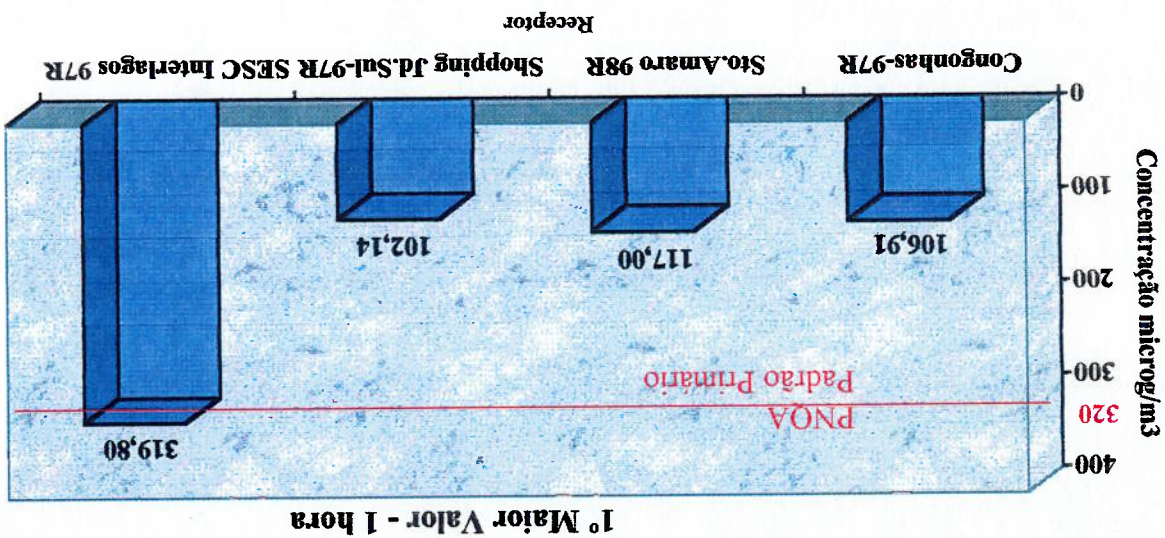 1º Maior Valor - 1 hora
Concentração microg/m3
400
320
300
200
100
0
PNQA
Padrão Primário
106,91
117,00
102,14
319,80
Congonhas-97R
Sto.Amaro 98R
Shopping Jd.Sul-97R
SESC Interlagos 97R
Receptor